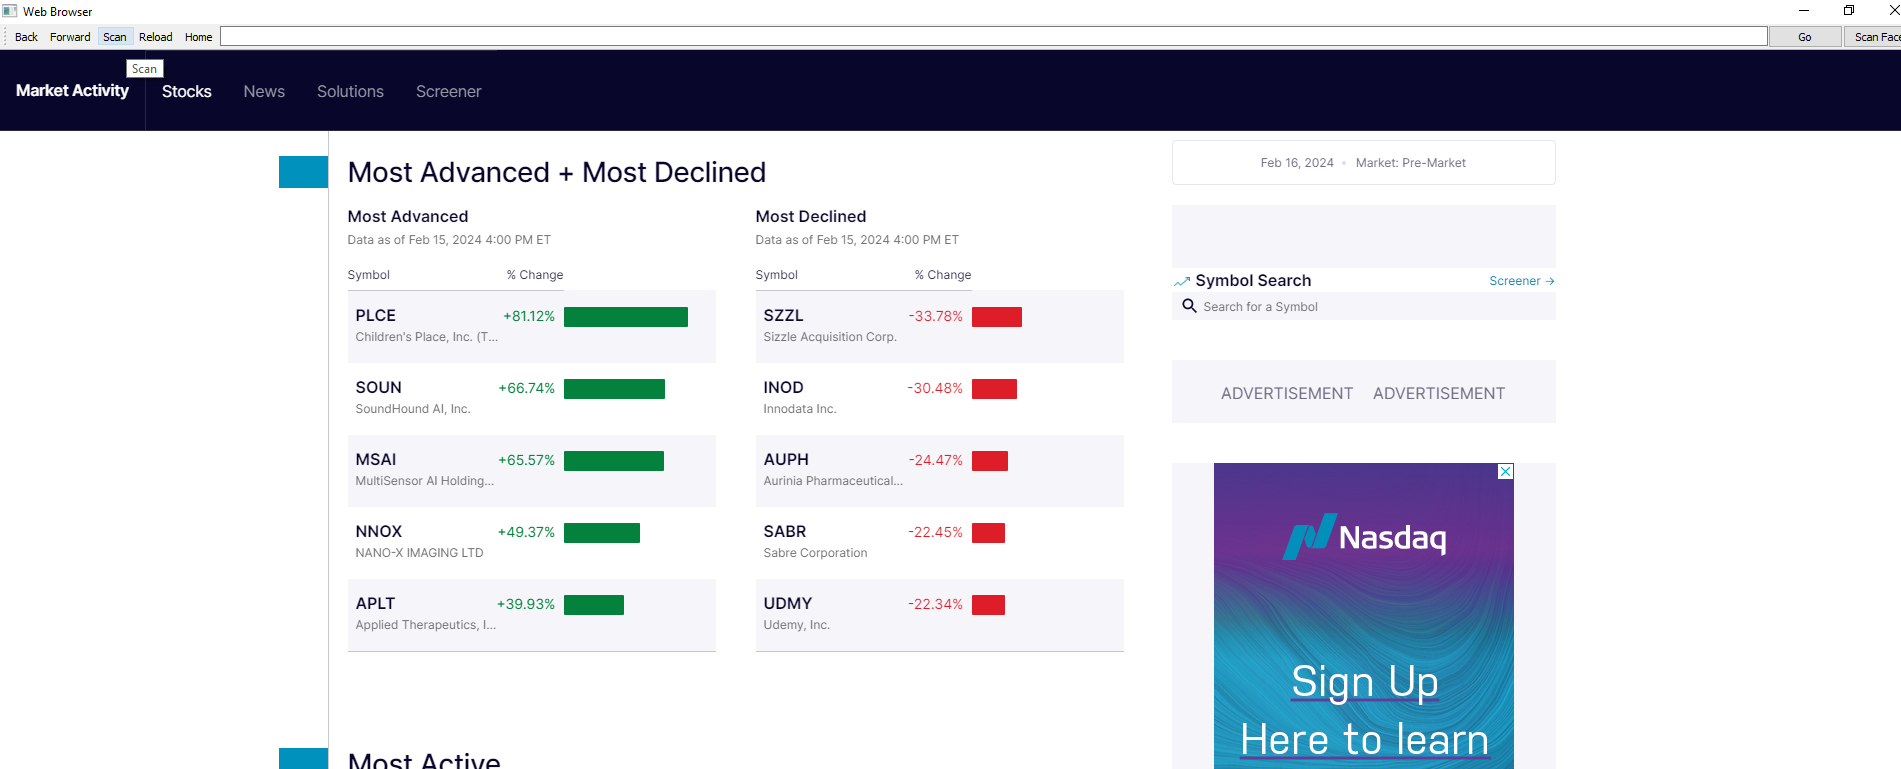 Web Browser
Back Forward Scan Reload Home Go Scan Face
Scan
Market Activity Stocks News Solutions Screener
Most Advanced + Most Declined
Most Advanced
Data as of Feb 15, 2024 4:00 PM ET
Symbol % Change
PLCE +81.12%
Children's Place, Inc. (T...
SOUN +66.74%
SoundHound AI, Inc.
MSAI +65.57%
MultiSensor AI Holding...
NNOX +49.37%
NANO-X IMAGING LTD
APLT +39.93%
Applied Therapeutics, I...
Most Declined
Data as of Feb 15, 2024 4:00 PM ET
Symbol % Change
SZZL -33.78%
Sizzle Acquisition Corp.
INOD -30.48%
Innodata Inc.
AUPH -24.47%
Aurinia Pharmaceutical...
SABR -22.45%
Sabre Corporation
UDMY -22.34%
Udemy, Inc.
Most Active
Feb 16, 2024 • Market: Pre-Market
Symbol Search Screener →
Search for a Symbol
ADVERTISEMENT ADVERTISEMENT
Nasdaq
Sign Up
Here to learn